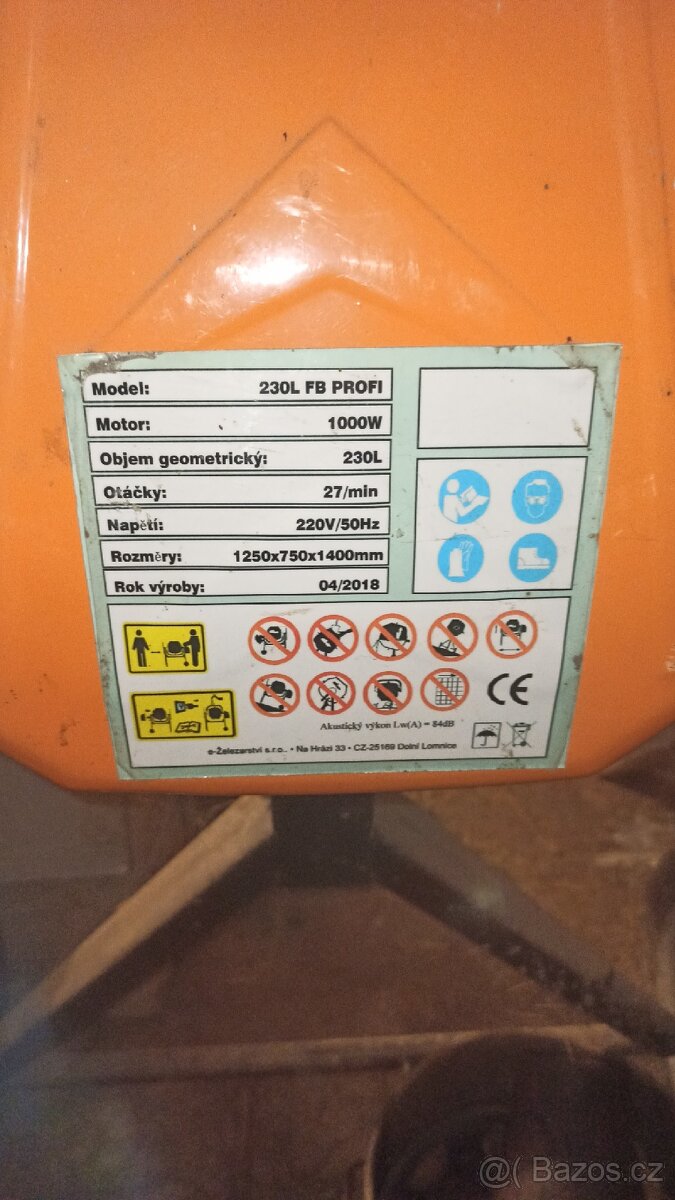 Model: 230L FB PROFI
Motor: 1000W
Objem geometrický: 230L
Otáčky: 27/min
Napětí: 220V/50Hz
Rozměry: 1250x750x1400mm
Rok výroby: 04/2018
CE
Akustický výkon Lw(A) = 84dB
e-Železarství s.r.o. • Na Hrázi 33 • CZ-25169 Dolní Lomnice
@( Bazos.cz